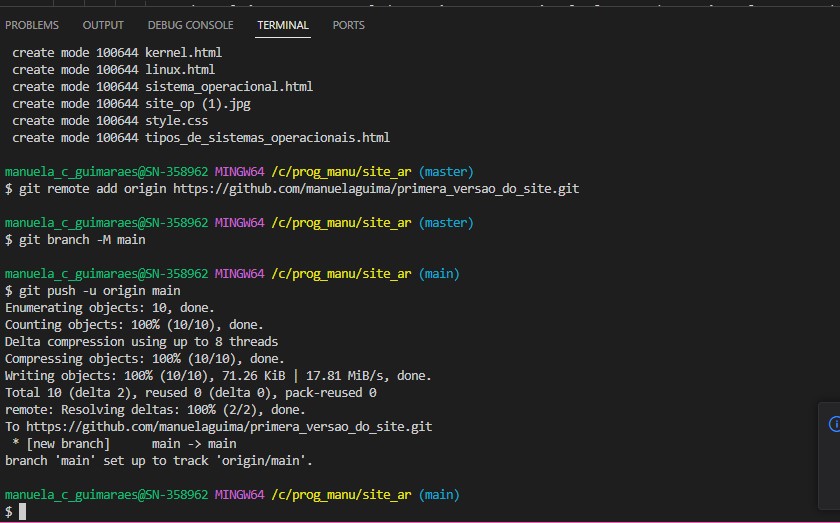 PROBLEMS OUTPUT DEBUG CONSOLE TERMINAL PORTS
create mode 100644 kernel.html
create mode 100644 linux.html
create mode 100644 sistema_operacional.html
create mode 100644 site_op (1).jpg
create mode 100644 style.css
create mode 100644 tipos_de_sistemas_operacionais.html
manuela_c_guimaraes@SN-358962 MINGW64 /c/prog_manu/site_ar (master)
$ git remote add origin https://github.com/manuelaguima/primera_versao_do_site.git
manuela_c_guimaraes@SN-358962 MINGW64 /c/prog_manu/site_ar (master)
$ git branch -M main
manuela_c_guimaraes@SN-358962 MINGW64 /c/prog_manu/site_ar (main)
$ git push -u origin main
Enumerating objects: 10, done.
Counting objects: 100% (10/10), done.
Delta compression using up to 8 threads
Compressing objects: 100% (10/10), done.
Writing objects: 100% (10/10), 71.26 KiB | 17.81 MiB/s, done.
Total 10 (delta 2), reused 0 (delta 0), pack-reused 0
remote: Resolving deltas: 100% (2/2), done.
To https://github.com/manuelaguima/primera_versao_do_site.git
* [new branch] main -> main
branch 'main' set up to track 'origin/main'.
manuela_c_guimaraes@SN-358962 MINGW64 /c/prog_manu/site_ar (main)
$